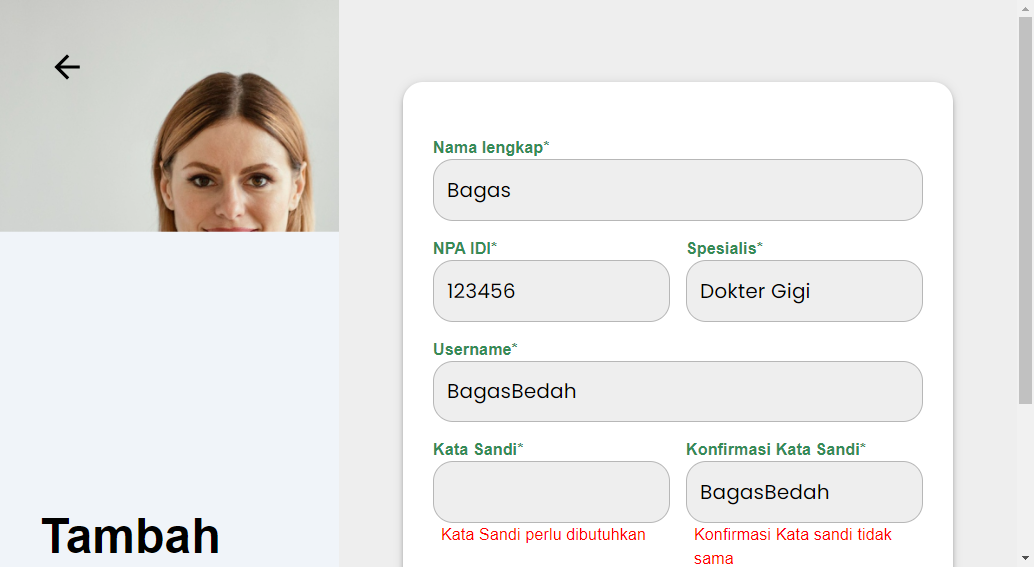 Nama lengkap*
Bagas
NPA IDI*
Spesialis*
123456
Dokter Gigi
Username*
BagasBedah
Kata Sandi*
Konfirmasi Kata Sandi*
BagasBedah
Kata Sandi perlu dibutuhkan
Konfirmasi Kata sandi tidak
sama
Tambah